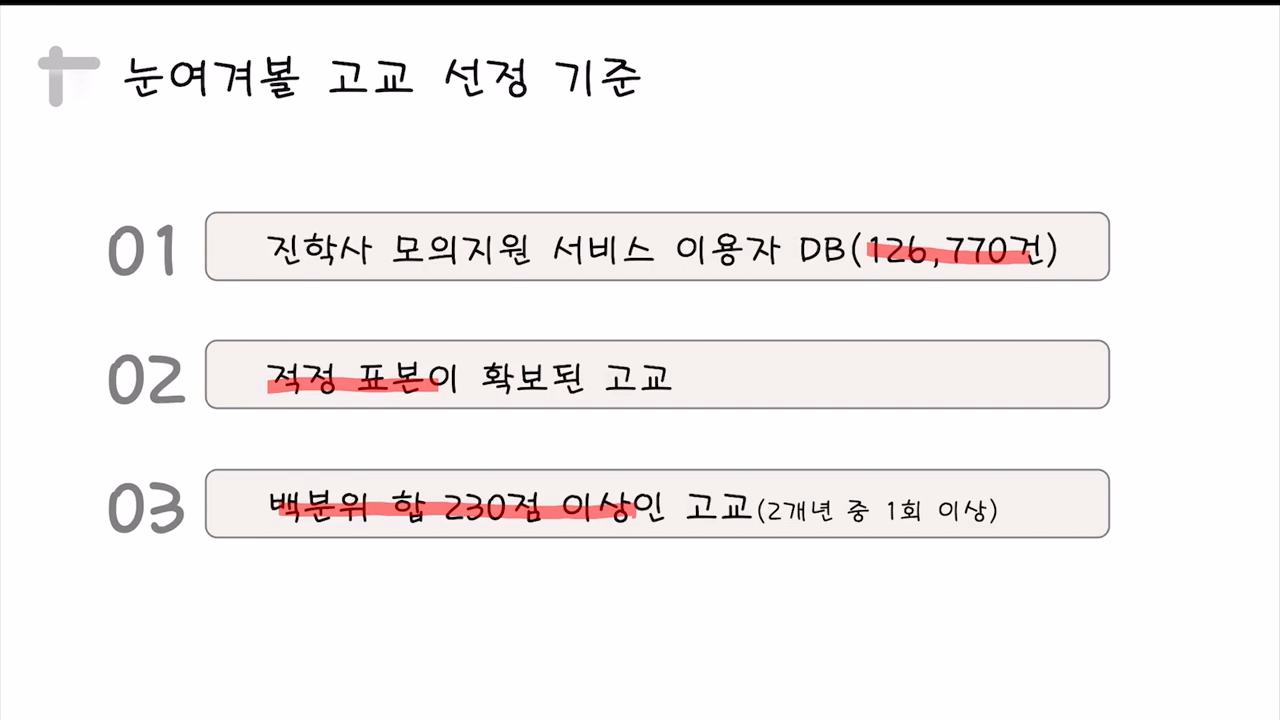 눈여겨볼 고교 선정 기준
01 진학사 모의지원 서비스 이용자 DB(126,770건)
02 적정 표본이 확보된 고교
03 백분위 합 230점 이상인 고교(2개년 중 1회 이상)